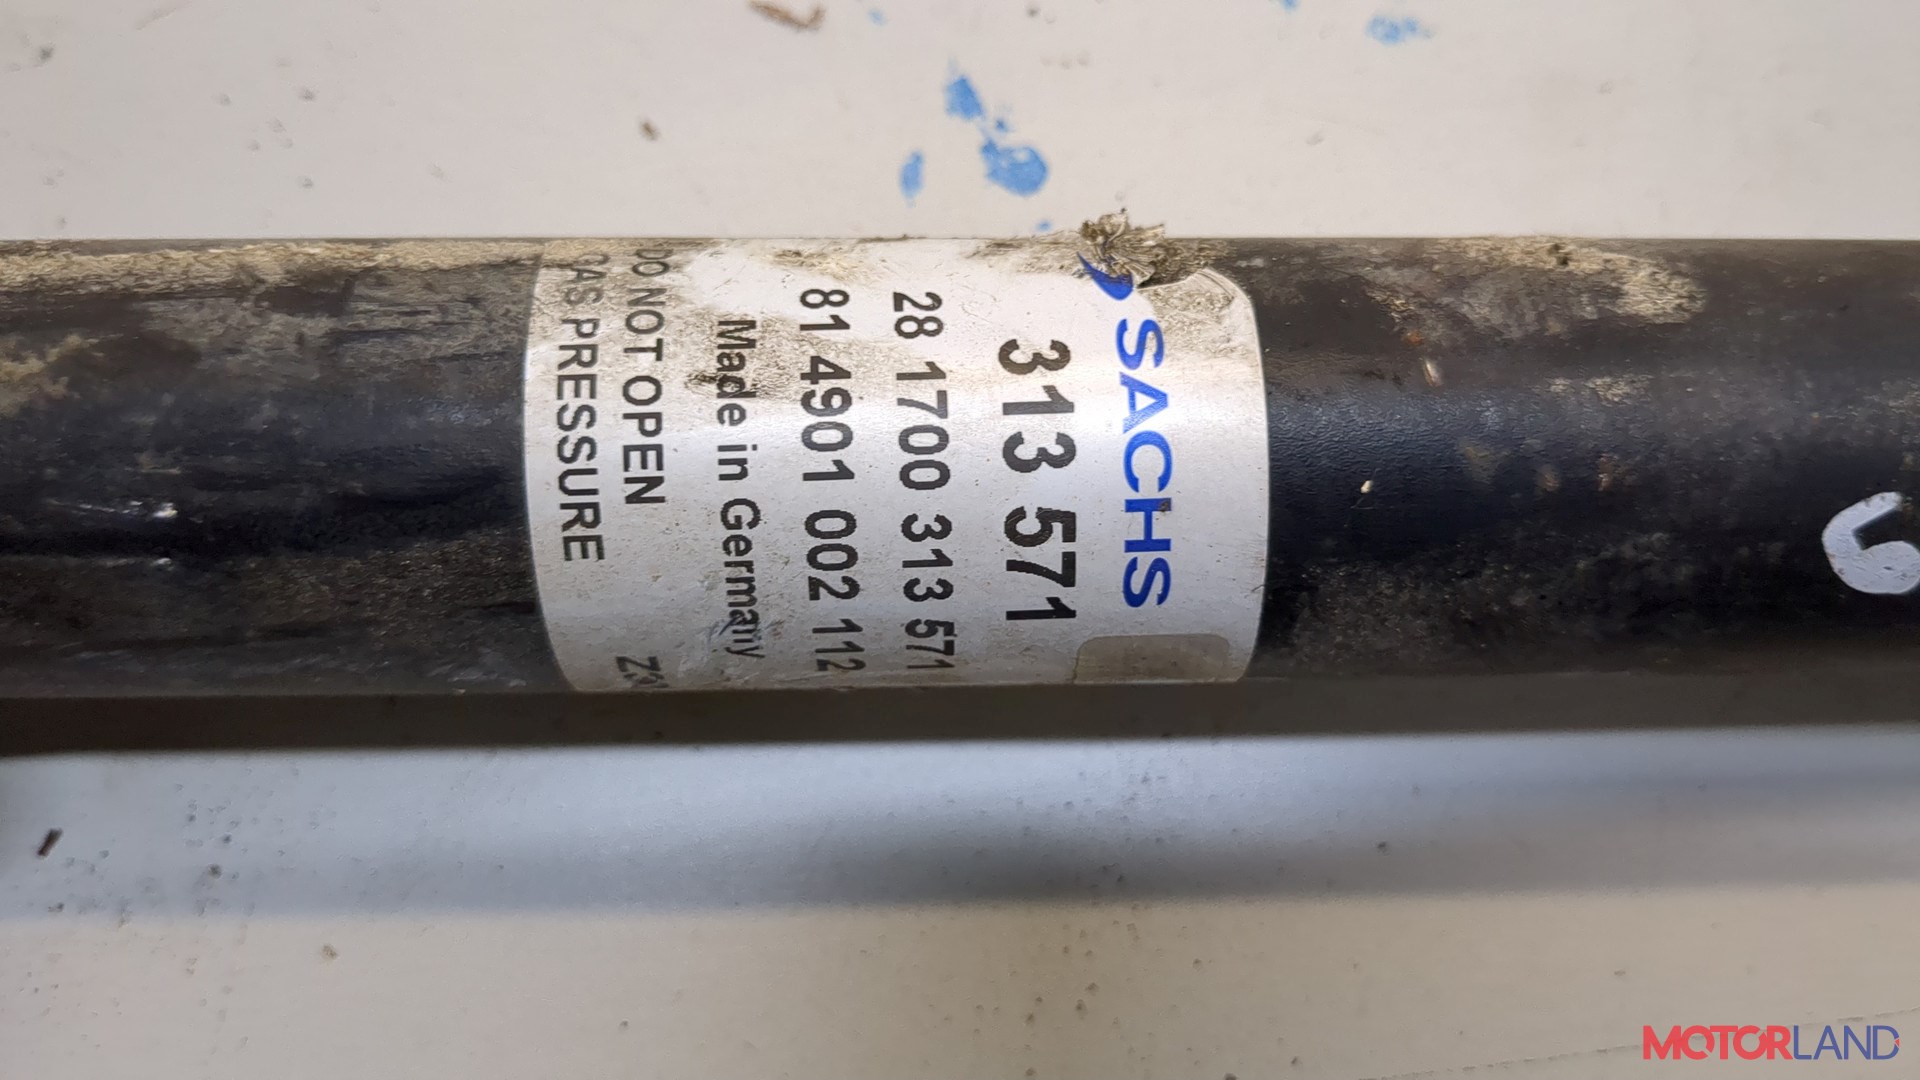 SACHS
313 571
28 1700 313 571
81 4901 002 112
Made in Germany
DO NOT OPEN
GAS PRESSURE
MOTORLAND